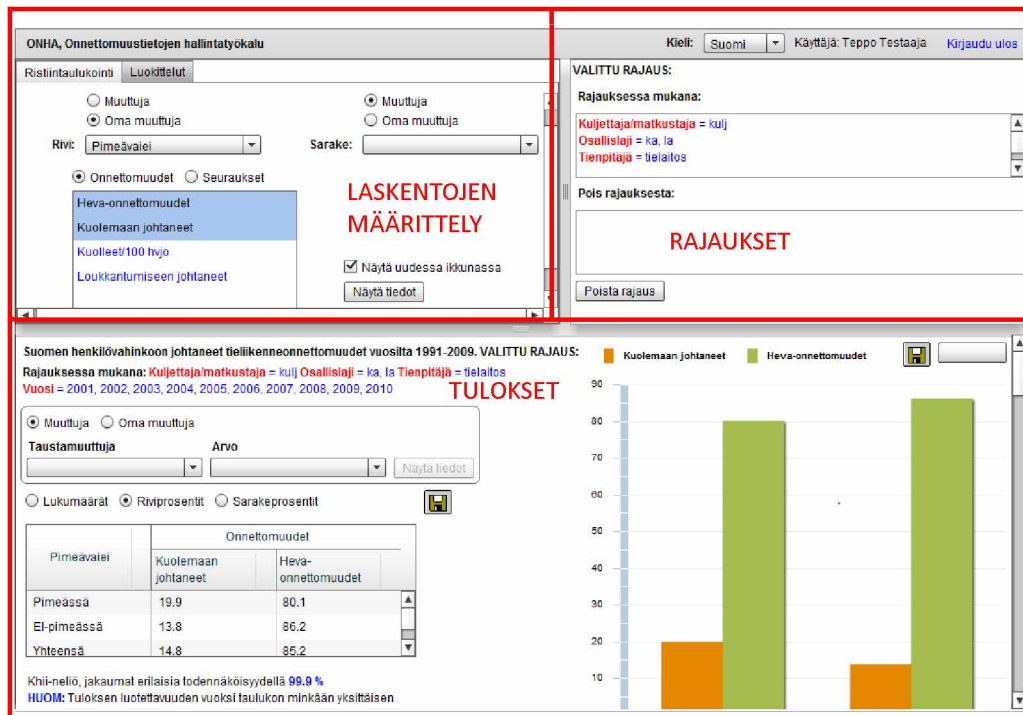 ONHA, Onnettomuustietojen hallintatyökalu
Kieli: Suomi Käyttäjä: Teppo Testaaja Kirjaudu ulos
Ristiintaulukointi Luokittelut
Muuttuja
Oma muuttuja
Rivi: Pimeävaiei
Muuttuja
Oma muuttuja
Sarake:
Onnettomuudet Seuraukset
Heva-onnettomuudet
Kuolemaan johtaneet
Kuolleet/100 hvjo
Loukkantumiseen johtaneet
LASKENTOJEN
MÄÄRITTELY
Näytä uudessa ikkunassa
Näytä tiedot
VALITTU RAJAUS:
Rajauksessa mukana:
Kuljettaja/matkustaja = kulj
Osallislaji = ka, la
Tienpitäjä = tielaitos
Pois rajauksesta:
RAJAUKSET
Poista rajaus
Suomen henkilövahinkoon johtaneet tieliikenneonnettomuudet vuosilta 1991-2009. VALITTU RAJAUS:
Rajauksessa mukana: Kuljettaja/matkustaja = kulj Osallislaji = ka, la Tienpitäjä = tielaitos
Vuosi = 2001, 2002, 2003, 2004, 2005, 2006, 2007, 2008, 2009, 2010
TULOKSET
Muuttuja Oma muuttuja
Taustamuuttuja Arvo
Näytä tiedot
Lukumäärät Riviprosentit Sarakeprosentit
Pimeävaiei
Onnettomuudet
Kuolemaan
johtaneet
Heva-
onnettomuudet
Pimeässä 19.9 80.1
Ei-pimeässä 13.8 86.2
Yhteensä 14.8 85.2
Khii-neliö, jakaumat erilaisia todennäköisyydellä 99.9 %
HUOM: Tuloksen luotettavuuden vuoksi taulukon minkään yksittäisen
Kuolemaan johtaneet Heva-onnettomuudet
90
80
70
60
50
40
30
20
10